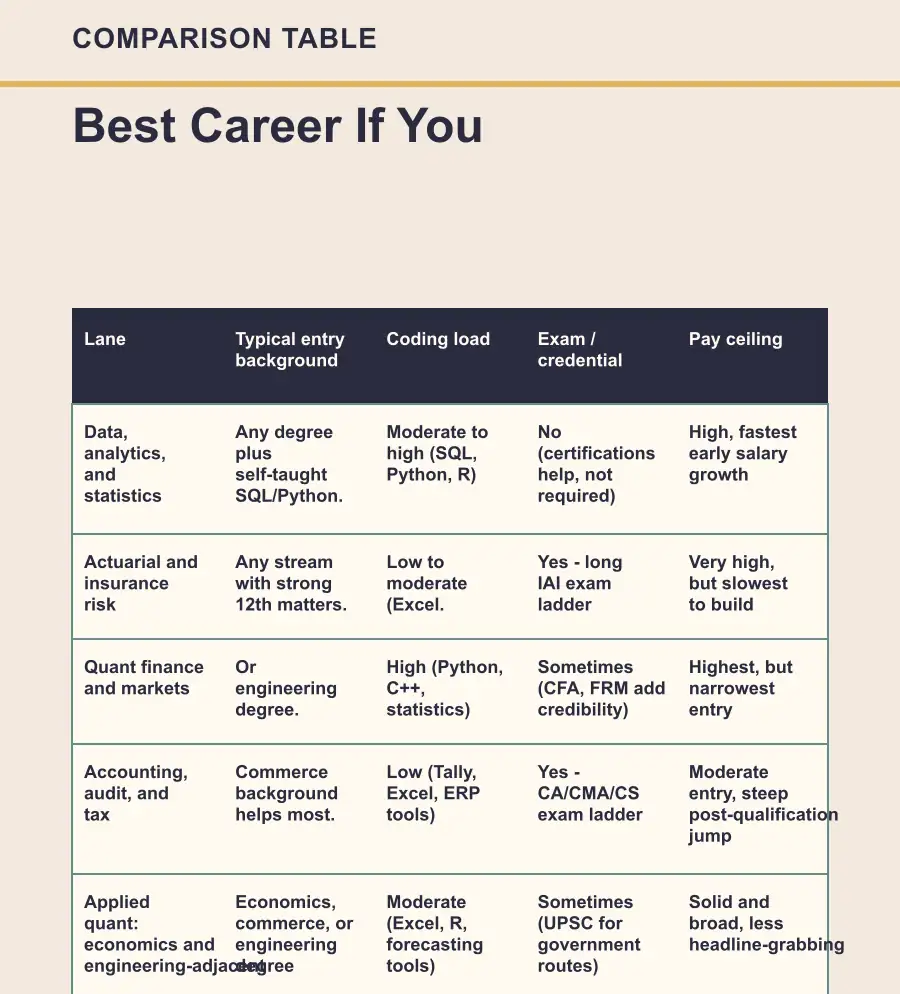 COMPARISON TABLE
Best Career If You
Lane
Typical entry
background
Coding load
Exam /
credential
Pay ceiling
Data,
analytics,
and
statistics
Any degree
plus
self-taught
SQL/Python.
Moderate to
high (SQL,
Python, R)
No
(certifications
help, not
required)
High, fastest
early salary
growth
Actuarial and
insurance
risk
Any stream
with strong
12th matters.
Low to
moderate
(Excel.
Yes - long
IAI exam
ladder
Very high,
but slowest
to build
Quant finance
and markets
Or
engineering
degree.
High (Python,
C++,
statistics)
Sometimes
(CFA, FRM add
credibility)
Highest, but
narrowest
entry
Accounting,
audit, and
tax
Commerce
background
helps most.
Low (Tally,
Excel, ERP
tools)
Yes -
CA/CMA/CS
exam ladder
Moderate
entry, steep
post-qualification
jump
Applied
quant:
economics and
engineering-adjacent
Economics,
commerce, or
engineering
degree
Moderate
(Excel, R,
forecasting
tools)
Sometimes
(UPSC for
government
routes)
Solid and
broad, less
headline-grabbing